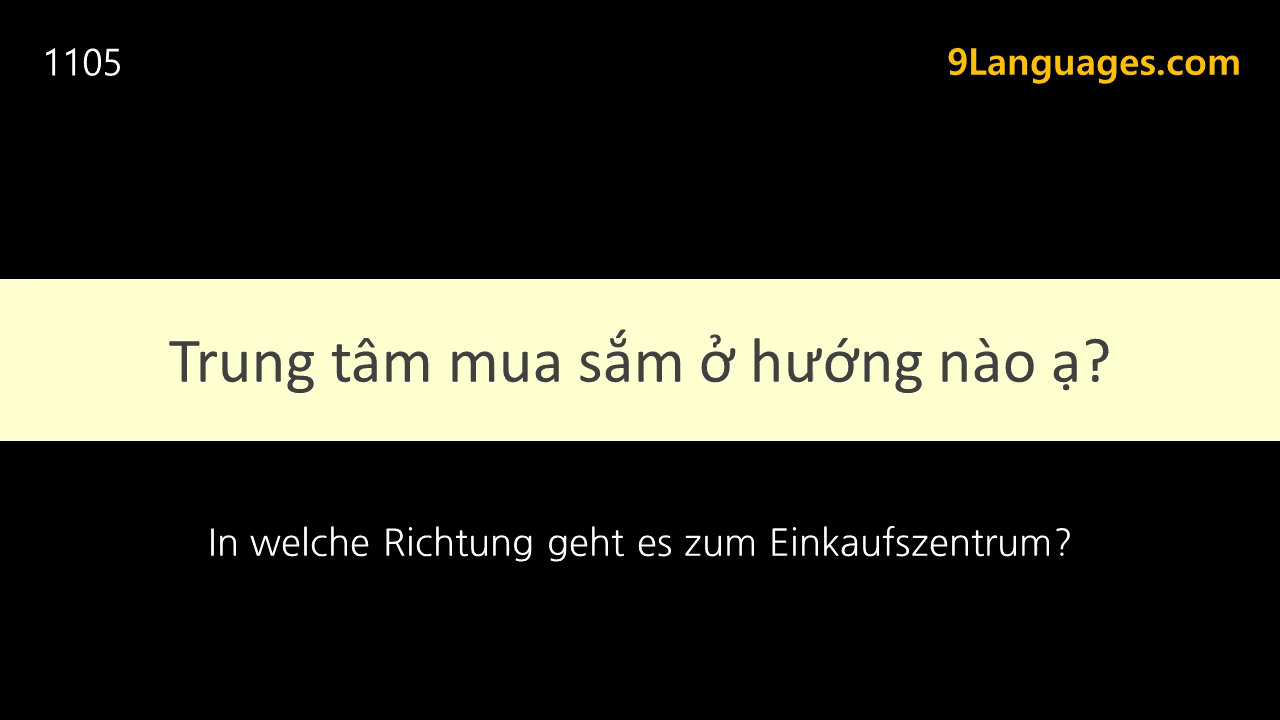 1105
9Languages.com
Trung tâm mua sắm ở hướng nào ạ?
In welche Richtung geht es zum Einkaufszentrum?